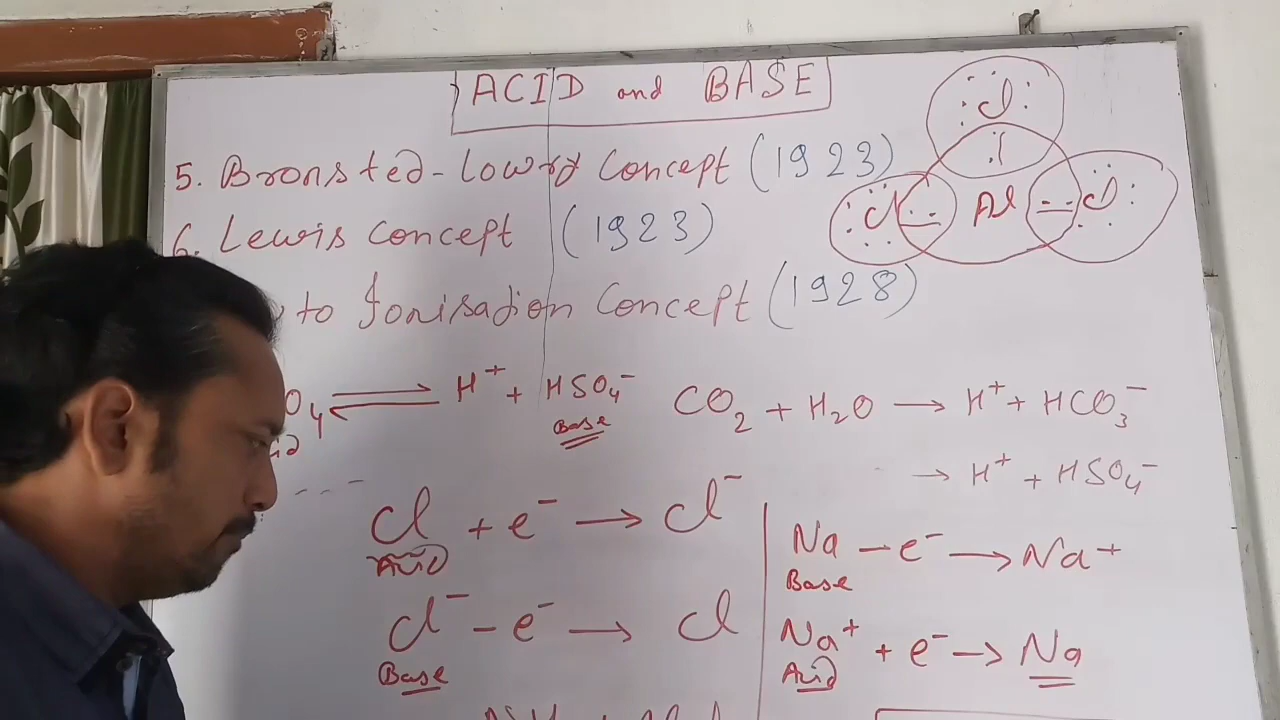 ACID and BASE
5. Bronsted-Lowry Concept (1923)
6. Lewis Concept (1923)
to Ionisation Concept (1928)
Cl
Cl Al Cl
O₄ ⇌ H⁺ + HSO₄⁻
Base
CO₂ + H₂O → H⁺ + HCO₃⁻
→ H⁺ + HSO₄⁻
Cl + e⁻ → Cl⁻
Acid
Cl⁻ - e⁻ → Cl
Base
Na - e⁻ → Na⁺
Base
Na⁺ + e⁻ → Na
Acid